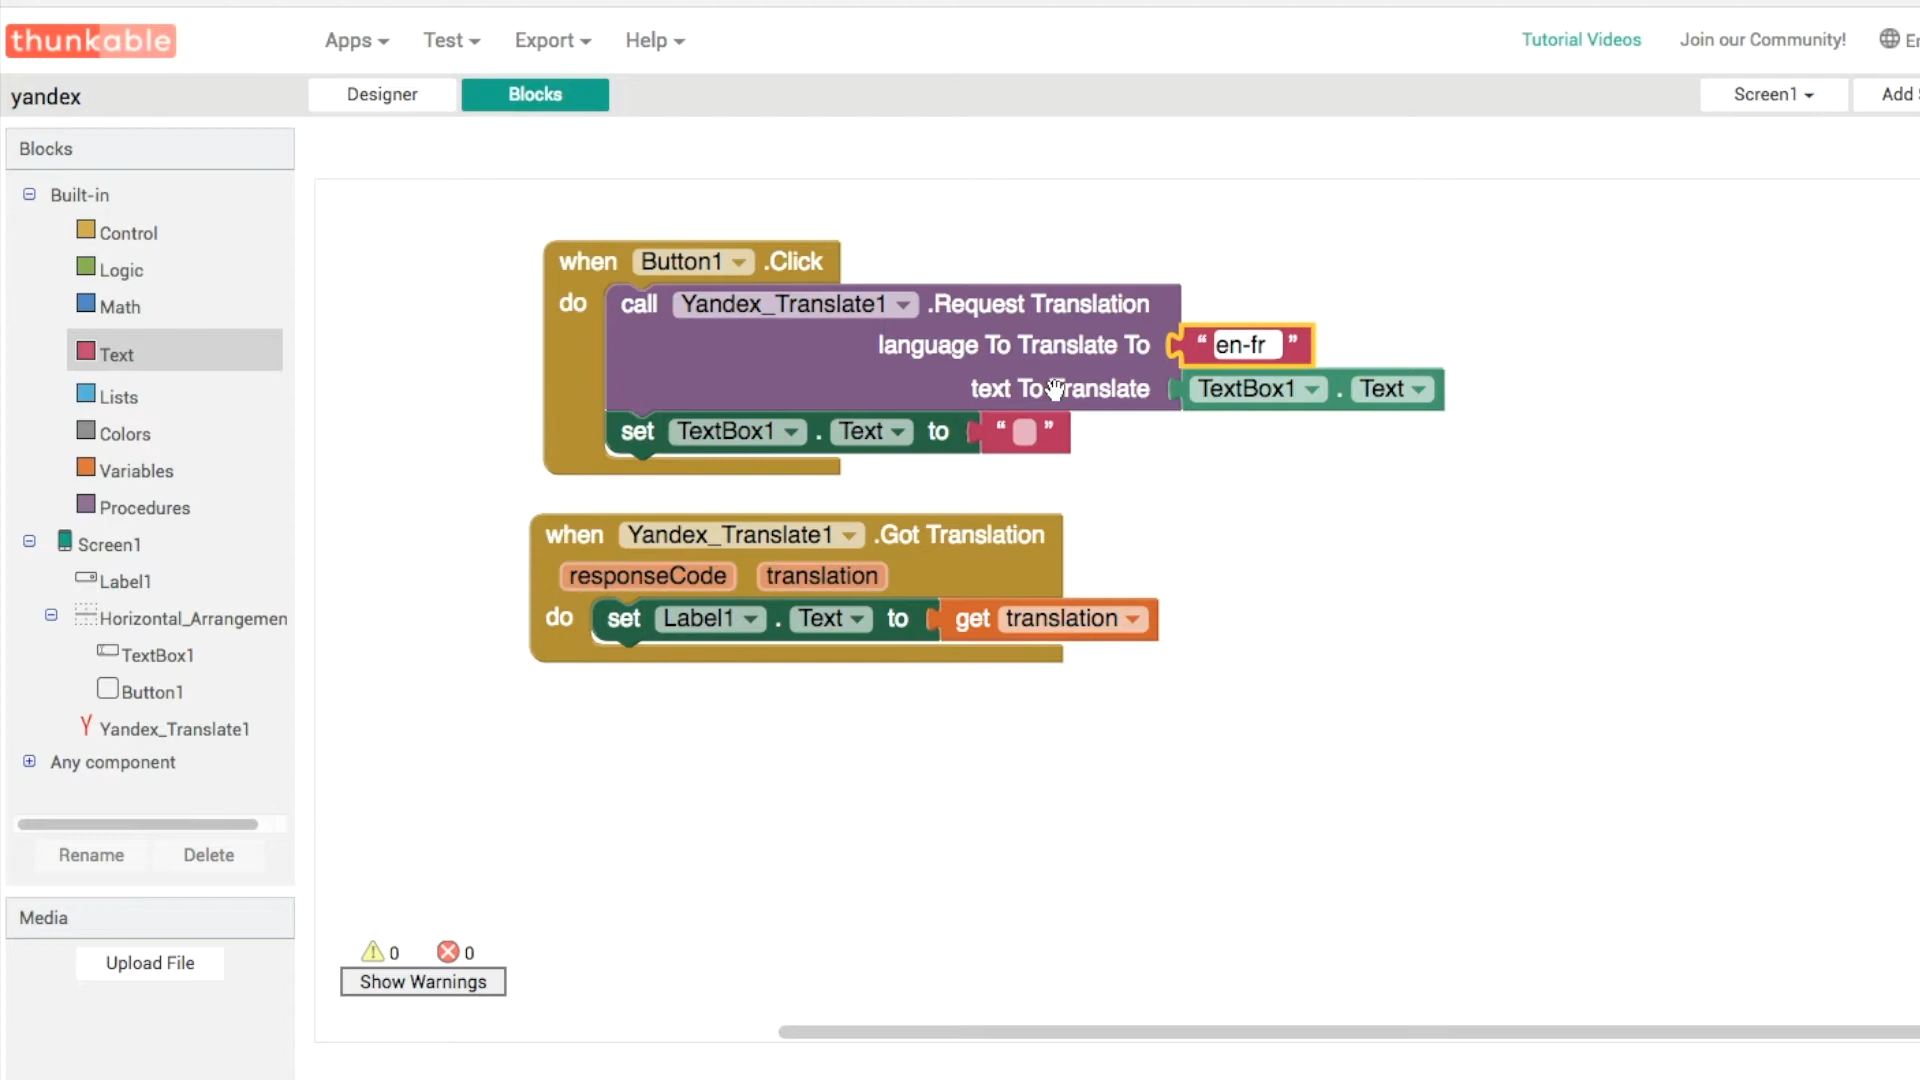 thunkable
Apps Test Export Help Tutorial Videos Join our Community!
yandex Designer Blocks Screen1 Add
Blocks
Built-in
Control
Logic
Math
Text
Lists
Colors
Variables
Procedures
Screen1
Label1
Horizontal_Arrangemen
TextBox1
Button1
Yandex_Translate1
Any component
Rename Delete
Media
Upload File
when Button1 .Click
do call Yandex_Translate1 .Request Translation
language To Translate To “ en-fr ”
text To Translate TextBox1 . Text
set TextBox1 . Text to “ ”
when Yandex_Translate1 .Got Translation
responseCode translation
do set Label1 . Text to get translation
0 0
Show Warnings